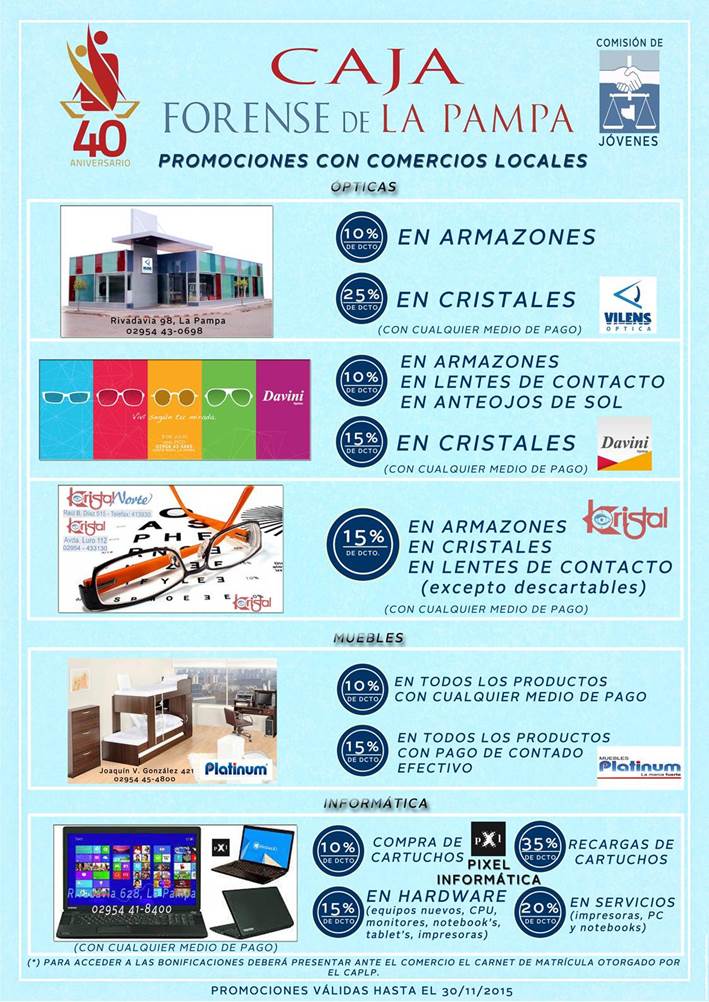 40
ANIVERSARIO
CAJA
FORENSE DE LA PAMPA
COMISIÓN DE
JÓVENES
PROMOCIONES CON COMERCIOS LOCALES
ÓPTICAS
VILENS
Rivadavia 98, La Pampa
02954 43-0698
10% DE DCTO
EN ARMAZONES
25% DE DCTO
EN CRISTALES
(CON CUALQUIER MEDIO DE PAGO)
VILENS
OPTICA
Davini
Viví según tu mirada.
10% DE DCTO
EN ARMAZONES
EN LENTES DE CONTACTO
EN ANTEOJOS DE SOL
15% DE DCTO
EN CRISTALES
(CON CUALQUIER MEDIO DE PAGO)
Davini
Kristal Norte
Raúl B. Díaz 515 - Telefax: 413930
Kristal
Avda. Luro 112
02954 - 433130
Kristal
15%
DE DCTO.
EN ARMAZONES
EN CRISTALES
EN LENTES DE CONTACTO
(excepto descartables)
(CON CUALQUIER MEDIO DE PAGO)
Kristal
MUEBLES
Joaquín V. González 421
02954 45-4800
Platinum
10% DE DCTO
EN TODOS LOS PRODUCTOS
CON CUALQUIER MEDIO DE PAGO
15% DE DCTO
EN TODOS LOS PRODUCTOS
CON PAGO DE CONTADO
EFECTIVO
MUEBLES
Platinum
La marca fuerte
INFORMÁTICA
Rivadavia 628, La Pampa
02954 41-8400
pXl
(CON CUALQUIER MEDIO DE PAGO)
10% DE DCTO
COMPRA DE
CARTUCHOS
pXl
PIXEL
INFORMÁTICA
35% DE DCTO
RECARGAS DE
CARTUCHOS
15% DE DCTO
EN HARDWARE
(equipos nuevos, CPU,
monitores, notebook's,
tablet's, impresoras)
20% DE DCTO
EN SERVICIOS
(impresoras, PC
y notebooks)
(*) PARA ACCEDER A LAS BONIFICACIONES DEBERÁ PRESENTAR ANTE EL COMERCIO EL CARNET DE MATRÍCULA OTORGADO POR
EL CAPLP.
PROMOCIONES VÁLIDAS HASTA EL 30/11/2015